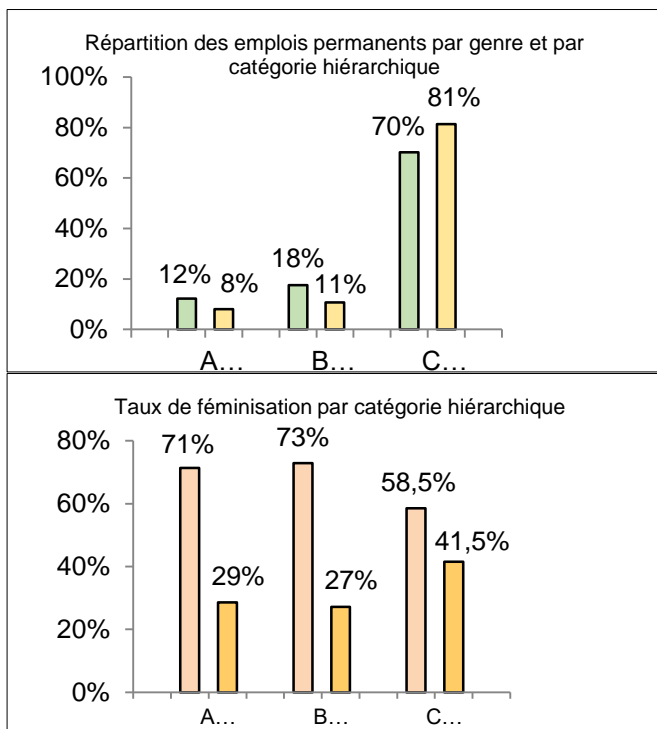 Répartition des emplois permanents par genre et par
catégorie hiérarchique
100%
80%
60%
40%
20%
0%
12%
8%
18%
11%
70%
81%
A…
B…
C…
Taux de féminisation par catégorie hiérarchique
80%
60%
40%
20%
0%
71%
29%
73%
27%
58,5%
41,5%
A…
B…
C…